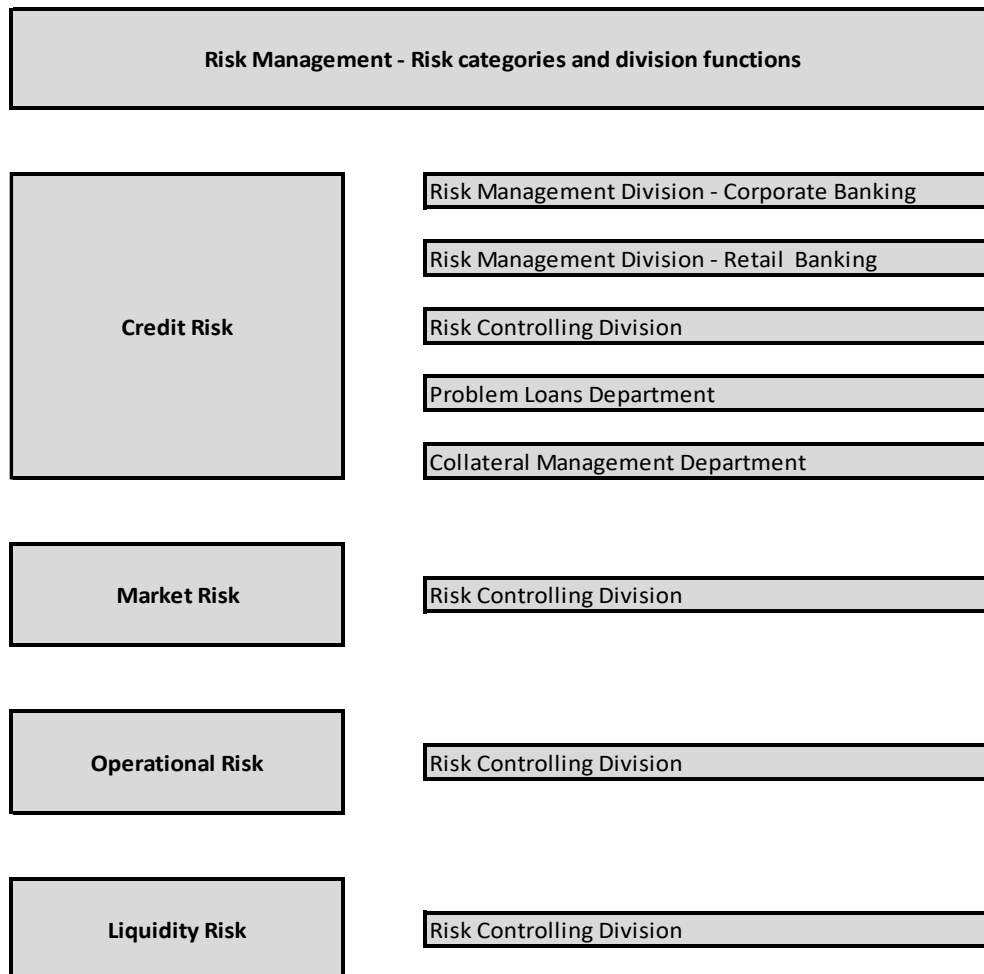 Risk Management - Risk categories and division functions
Credit Risk
Risk Management Division - Corporate Banking
Risk Management Division - Retail  Banking
Risk Controlling Division
Problem Loans Department
Collateral Management Department
Market Risk
Risk Controlling Division
Operational Risk
Risk Controlling Division
Liquidity Risk
Risk Controlling Division